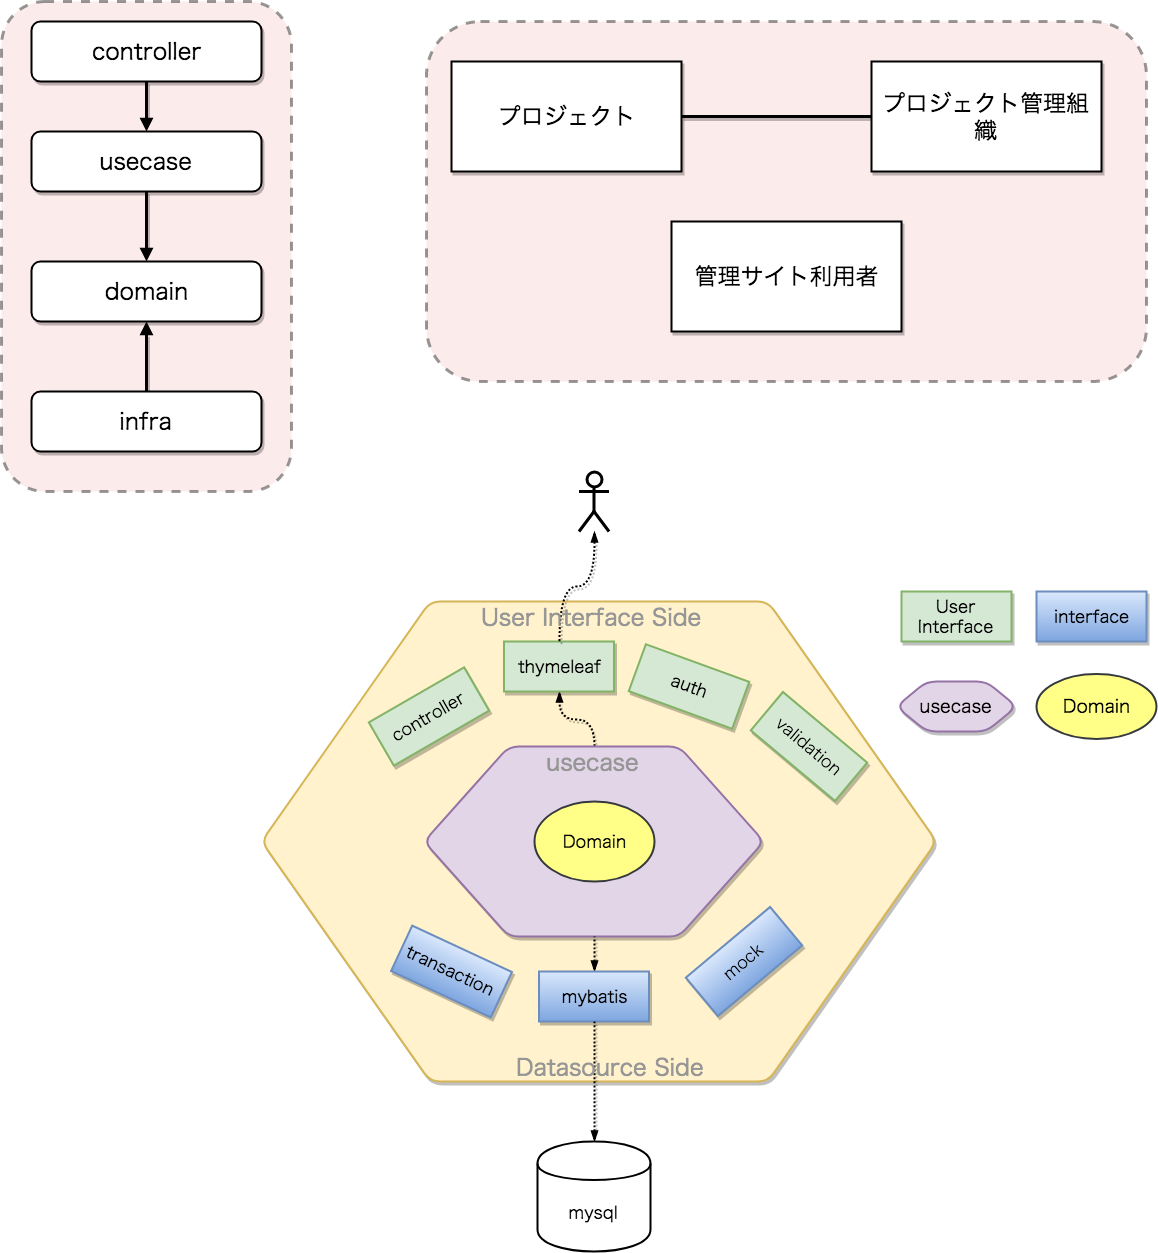 controller
usecase
domain
infra
プロジェクト
プロジェクト管理組
織
管理サイト利用者
User Interface Side
thymeleaf
controller
auth
validation
usecase
Domain
transaction
mybatis
mock
Datasource Side
mysql
User
Interface
interface
usecase
Domain